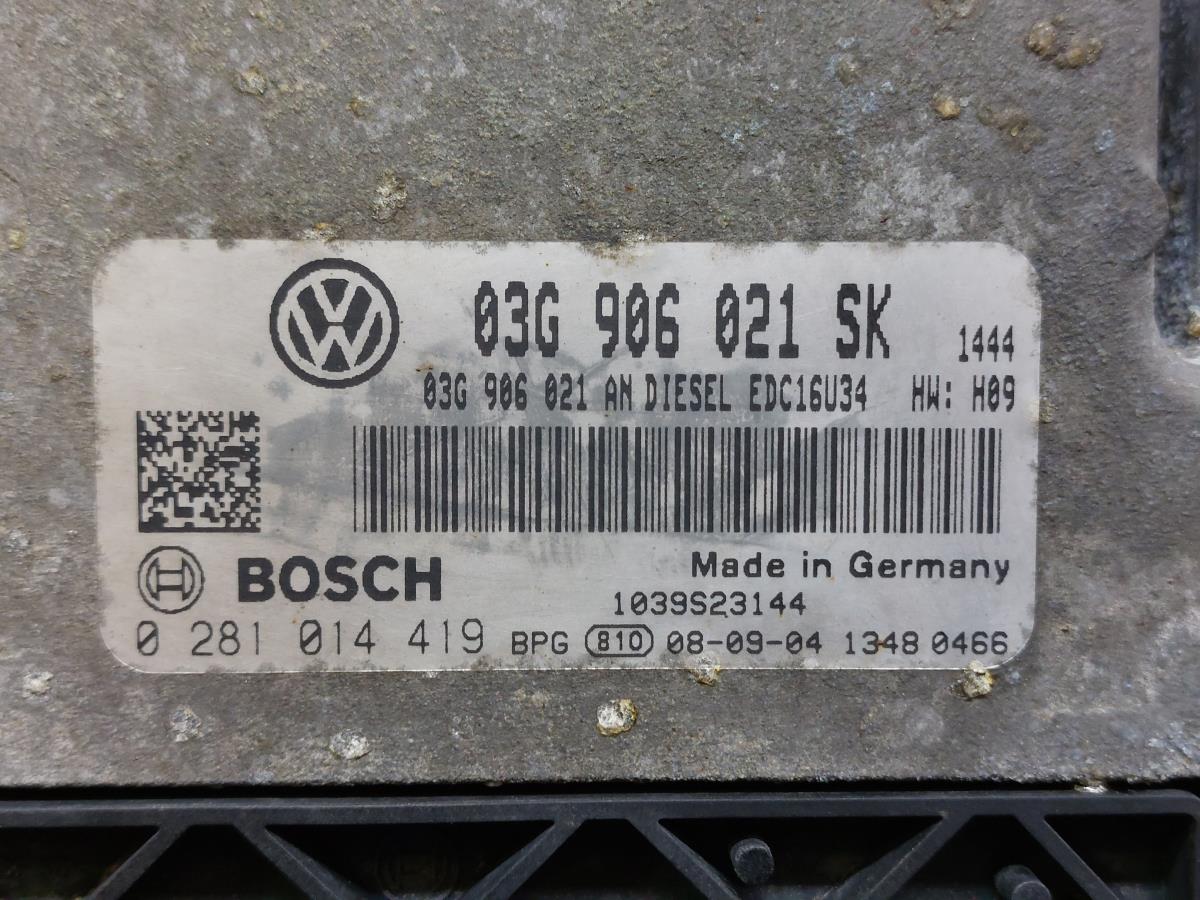 03G 906 021 SK 1444
03G 906 021 AN DIESEL EDC16U34 HW: H09
BOSCH
Made in Germany
1039S23144
0 281 014 419 BPG 810 08-09-04 1348 0466